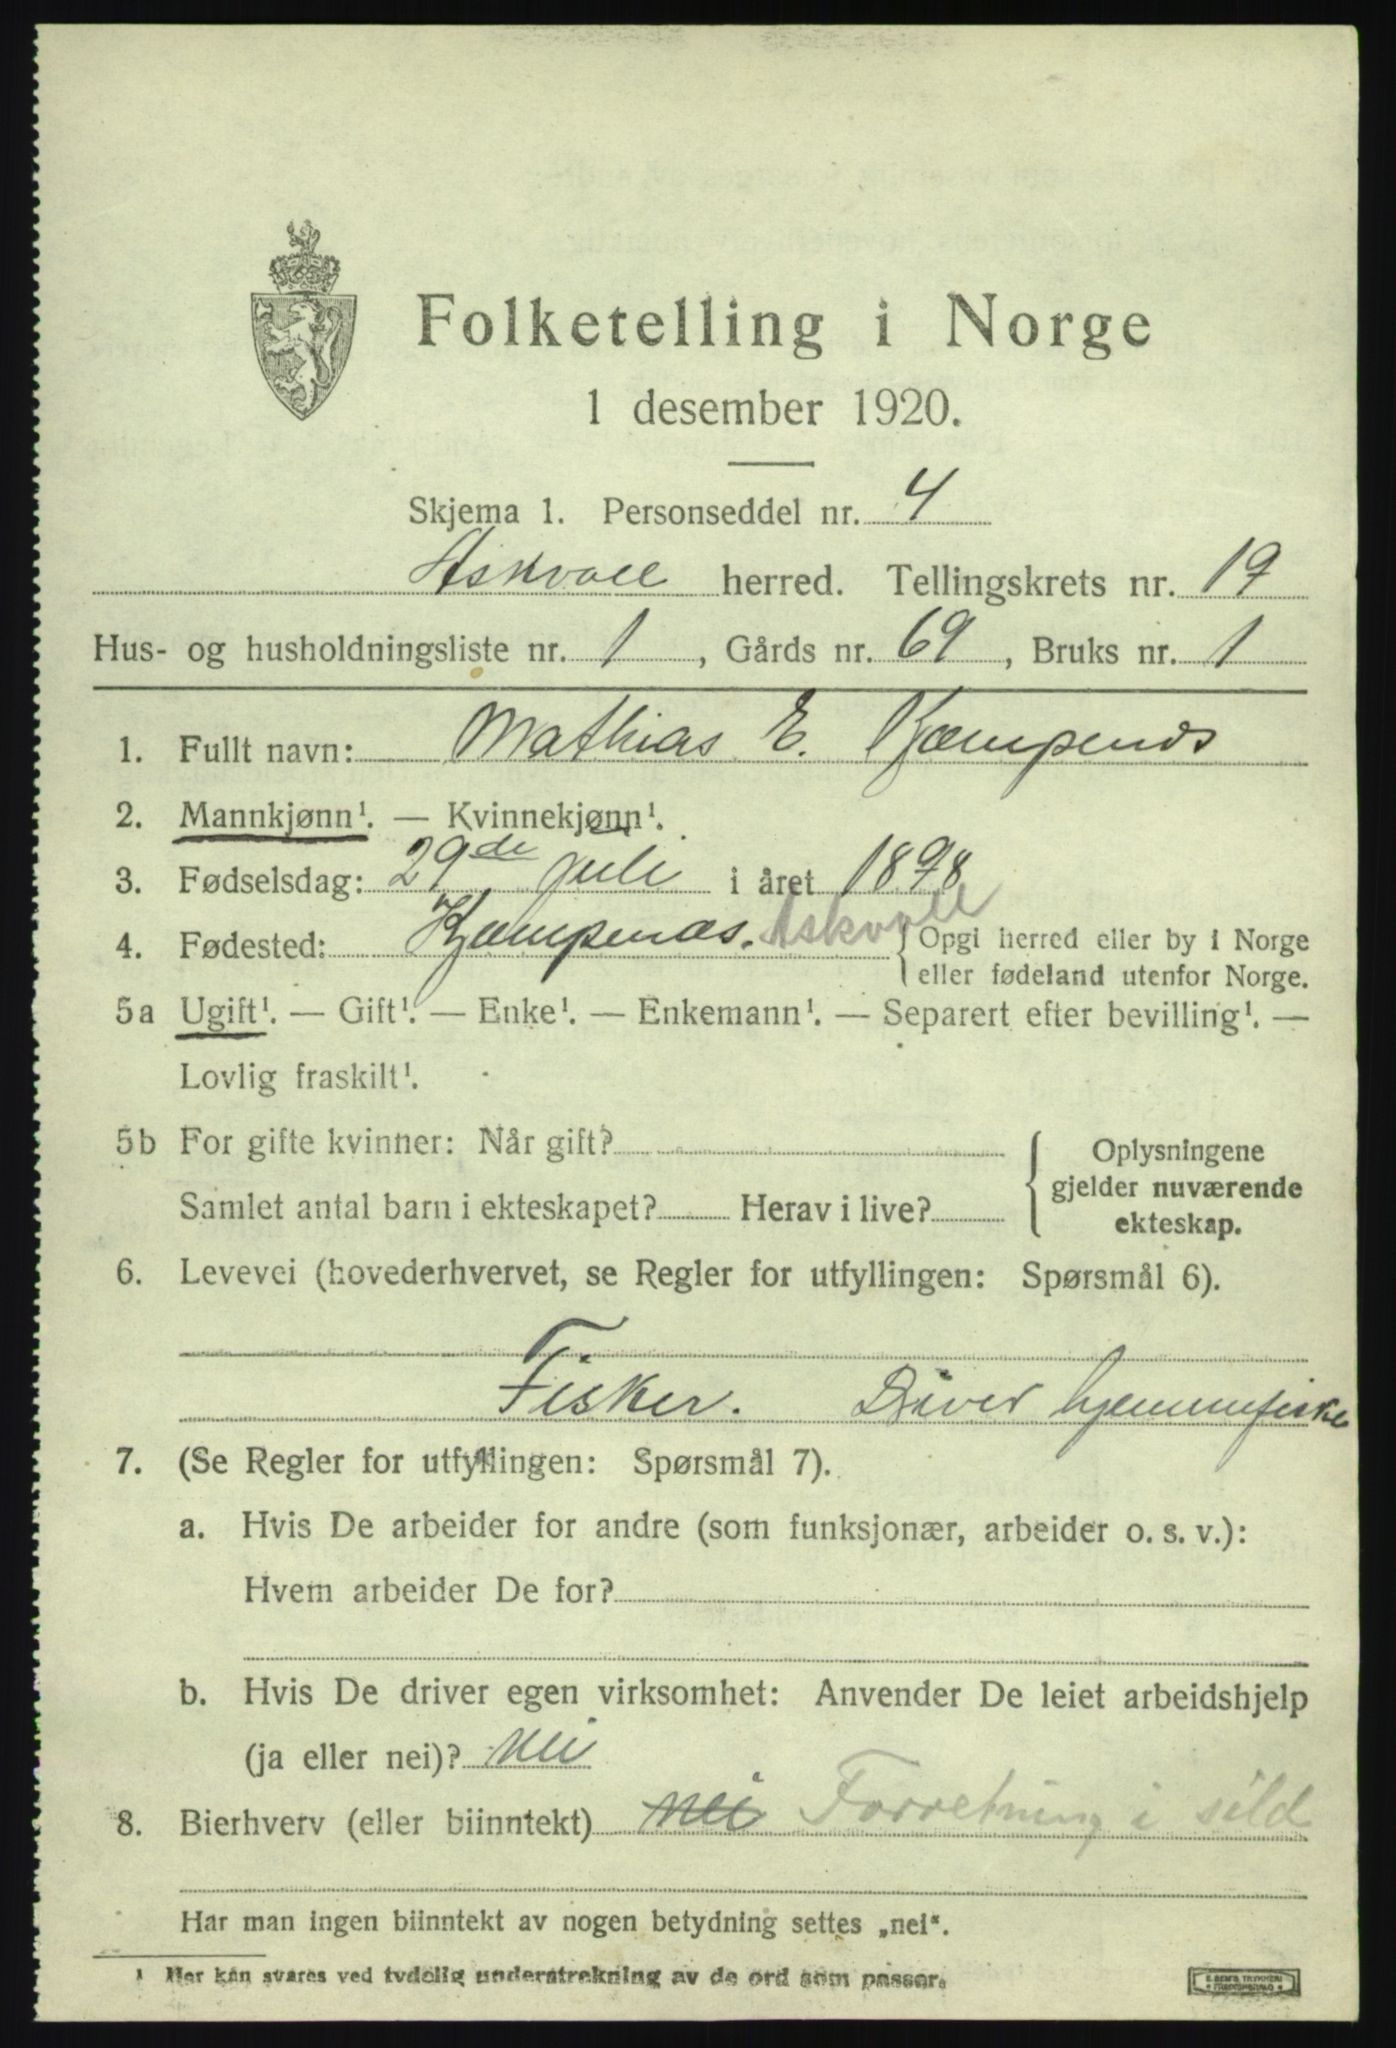 Folketelling i Norge
1 desember 1920.
Skjema 1. Personseddel nr. 4
Askvoll herred. Tellingskrets nr. 19
Hus- og husholdningsliste nr. 1, Gårds nr. 69, Bruks nr. 1
1. Fullt navn: Mathias E. Kjæmpenes
2. Mannkjønn¹. — Kvinnekjønn¹.
3. Fødselsdag: 29de juli i året 1898
4. Fødested: Kjæmpenæs. Askvoll { Opgi herred eller by i Norge
eller fødeland utenfor Norge.
5a Ugift¹. — Gift¹. — Enke¹. — Enkemann¹. — Separert efter bevilling¹. —
Lovlig fraskilt¹.
5b For gifte kvinner: Når gift?
Samlet antal barn i ekteskapet? Herav i live?
Oplysningene
gjelder nuværende
ekteskap.
6. Levevei (hovederhvervet, se Regler for utfyllingen: Spørsmål 6).
Fisker. Driver hjemmefiske
7. (Se Regler for utfyllingen: Spørsmål 7).
a. Hvis De arbeider for andre (som funksjonær, arbeider o. s. v.):
Hvem arbeider De for?
b. Hvis De driver egen virksomhet: Anvender De leiet arbeidshjelp
(ja eller nei)? nei
8. Bierhverv (eller biinntekt) nei Forretning i sild
Har man ingen biinntekt av nogen betydning settes „nei“.
¹ Her kan svares ved tydelig understrekning av de ord som passer.